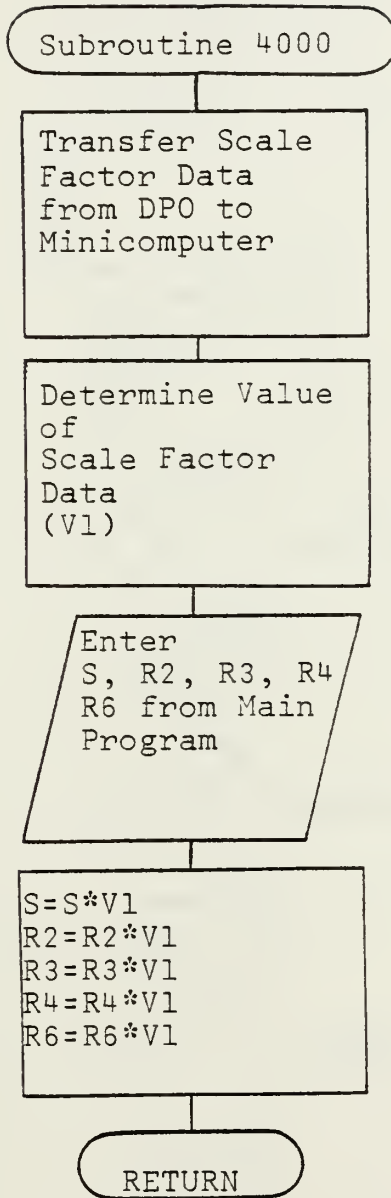 Subroutine 4000
Transfer Scale
Factor Data
from DPO to
Minicomputer
Determine Value
of
Scale Factor
Data
(V1)
Enter
S, R2, R3, R4
R6 from Main
Program
S=S*V1
R2=R2*V1
R3=R3*V1
R4=R4*V1
R6=R6*V1
RETURN